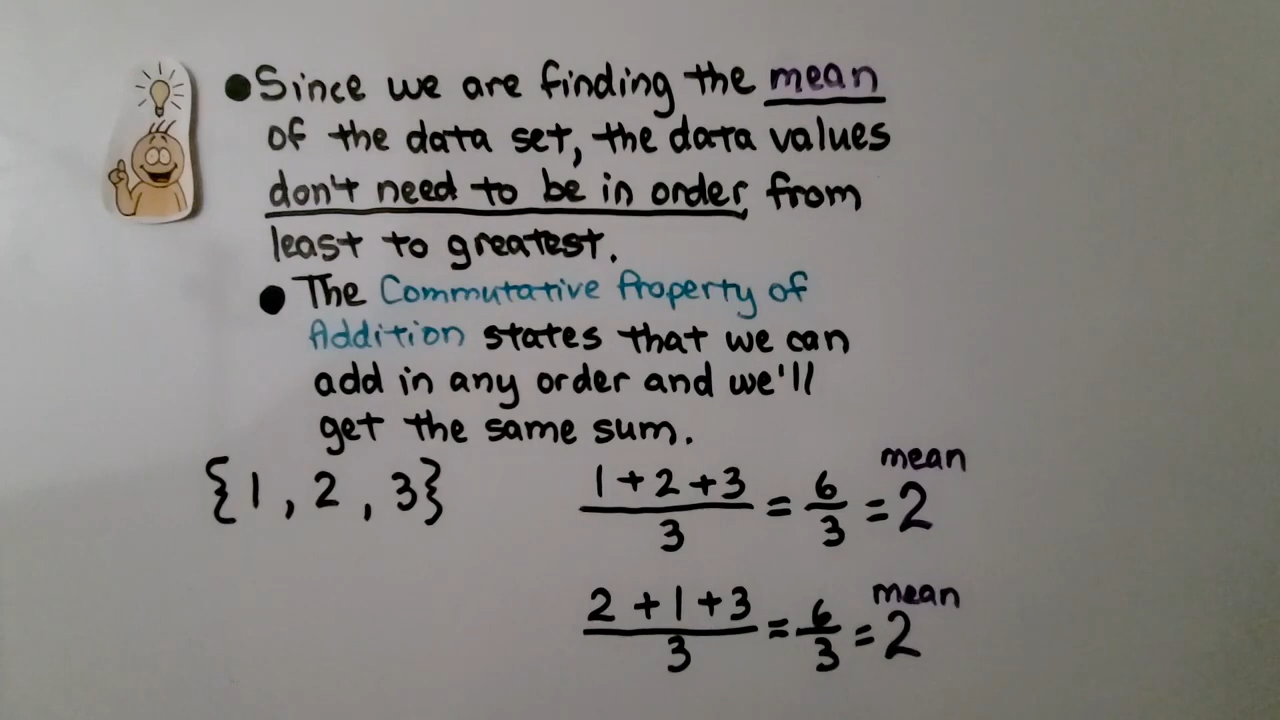 ● Since we are finding the mean
of the data set, the data values
don't need to be in order from
least to greatest.
● The Commutative Property of
Addition states that we can
add in any order and we'll
get the same sum.
{1, 2, 3}
mean
1+2+3/3 = 6/3 = 2
mean
2+1+3/3 = 6/3 = 2